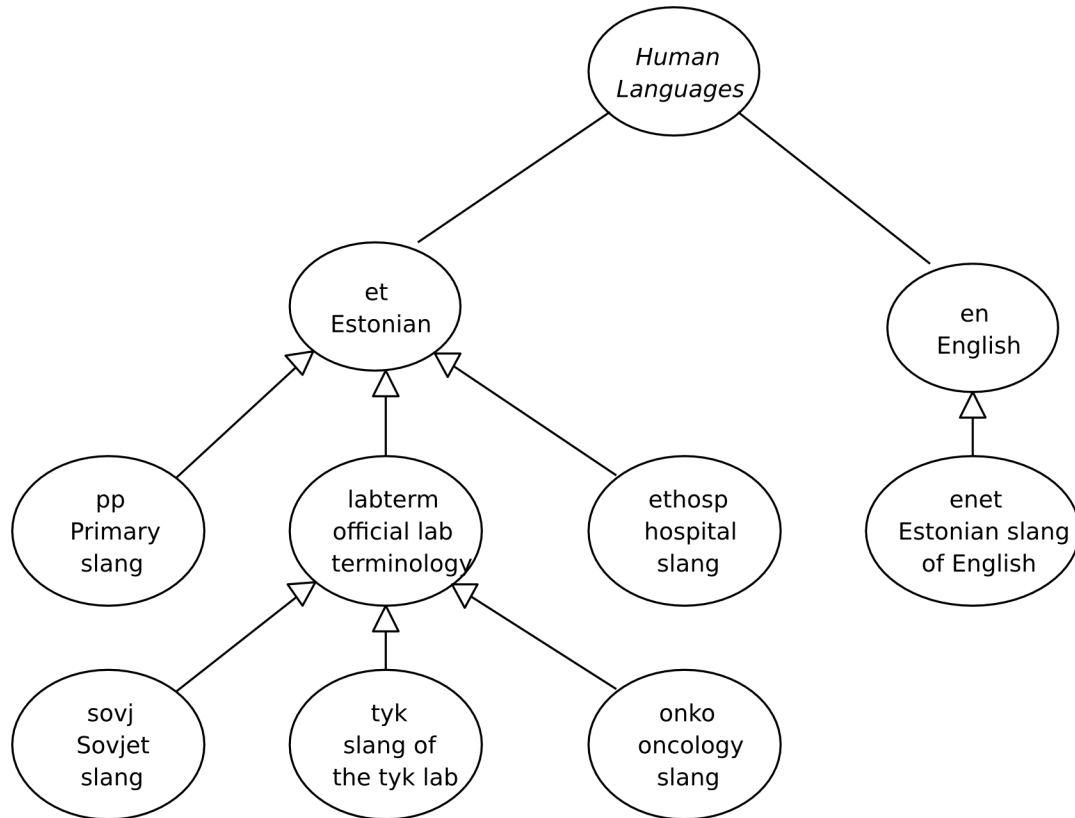 Human
Languages
et
Estonian
en
English
pp
Primary
slang
labterm
official lab
terminology
ethosp
hospital
slang
enet
Estonian slang
of English
sovj
Sovjet
slang
tyk
slang of
the tyk lab
onko
oncology
slang